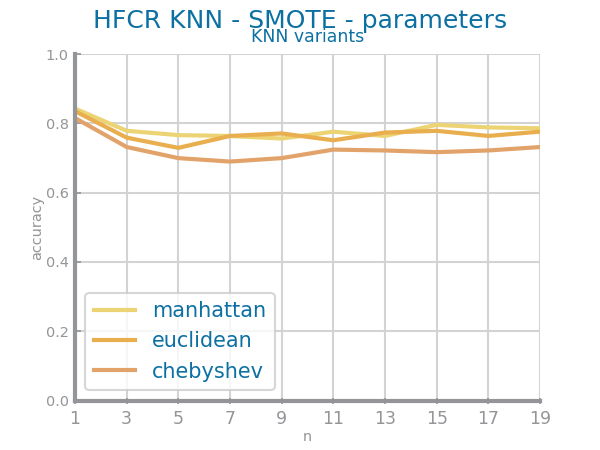 HFCR KNN - SMOTE - parameters
KNN variants
1.0
0.8
0.6
0.4
0.2
0.0
accuracy
manhattan
euclidean
chebyshev
1 3 5 7 9 11 13 15 17 19
n